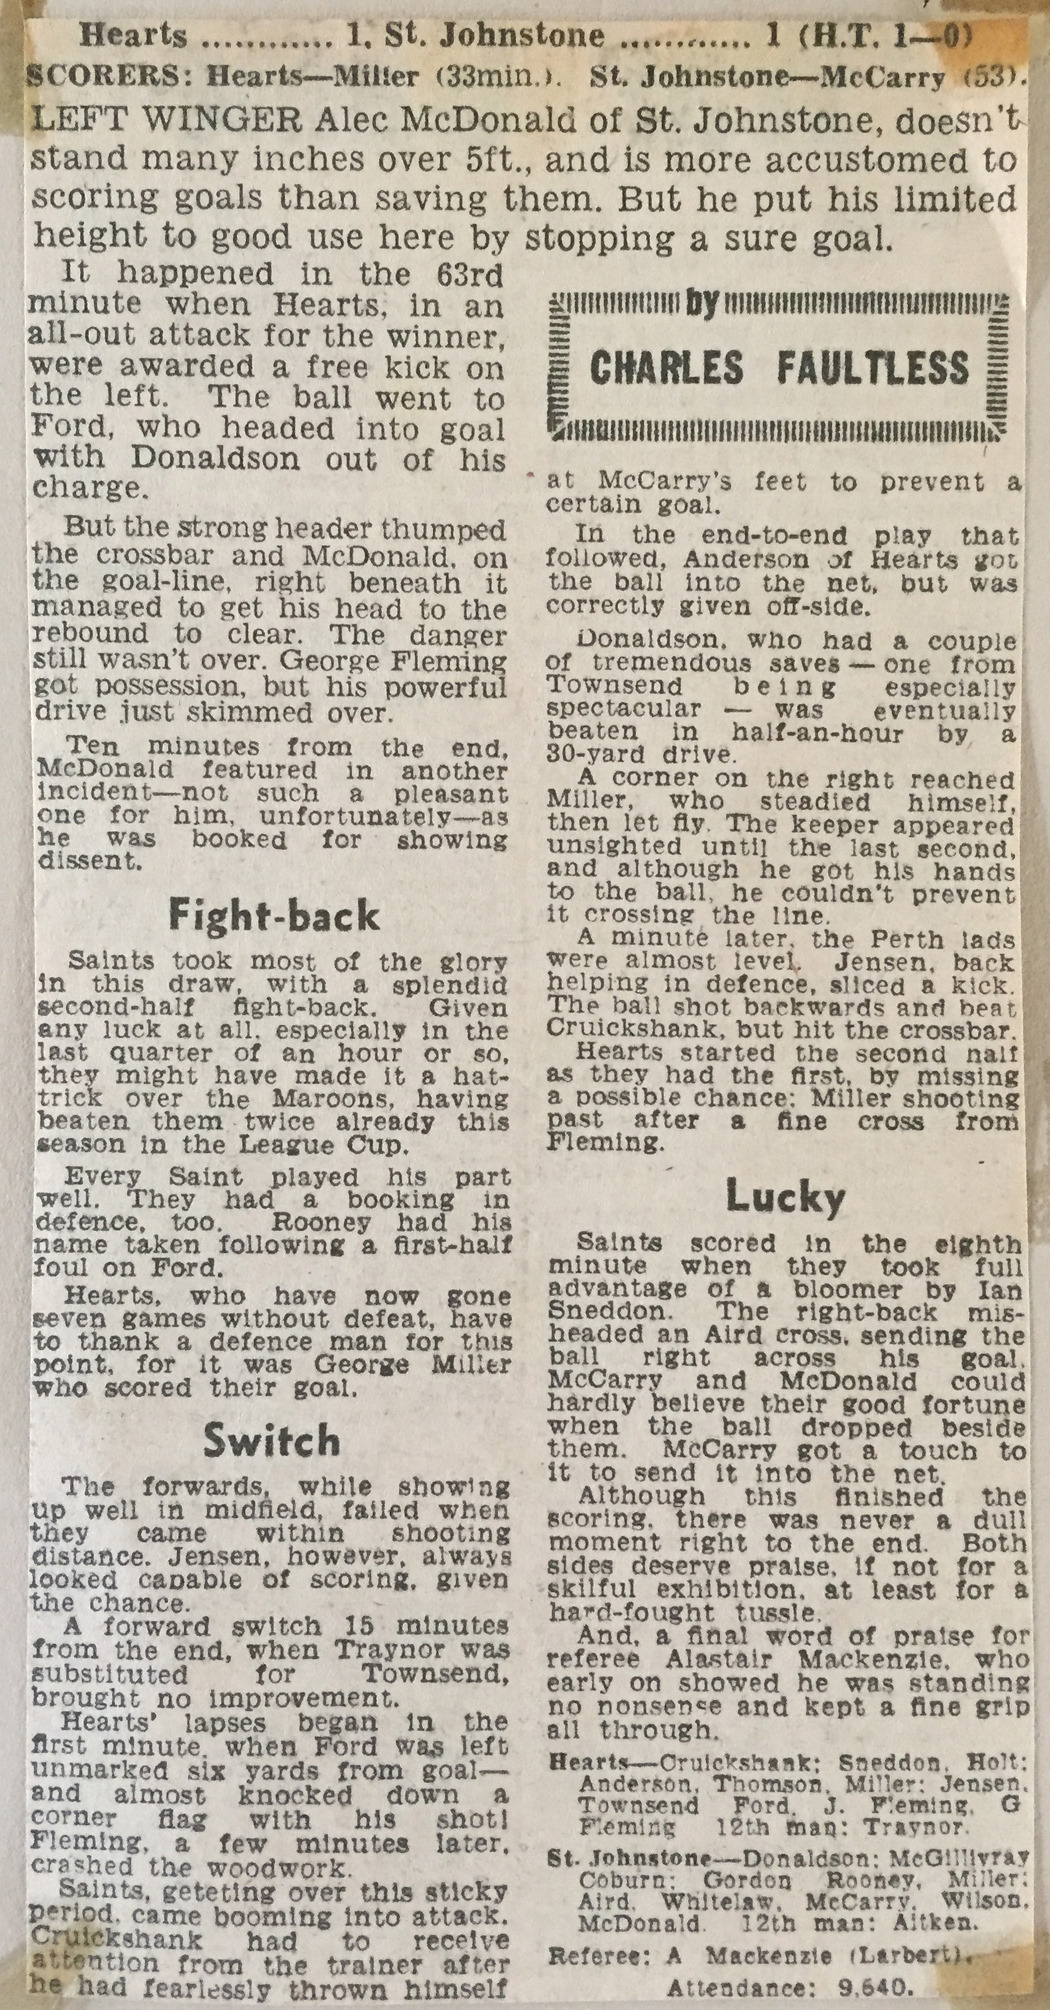 Hearts ............ 1, St. Johnstone ............ 1 (H.T. 1—0)
SCORERS: Hearts—Miller (33min.). St. Johnstone—McCarry (53).
LEFT WINGER Alec McDonald of St. Johnstone, doesn't
stand many inches over 5ft., and is more accustomed to
scoring goals than saving them. But he put his limited
height to good use here by stopping a sure goal.
It happened in the 63rd
minute when Hearts, in an
all-out attack for the winner,
were awarded a free kick on
the left. The ball went to
Ford, who headed into goal
with Donaldson out of his
charge.
But the strong header thumped
the crossbar and McDonald, on
the goal-line, right beneath it
managed to get his head to the
rebound to clear. The danger
still wasn't over. George Fleming
got possession, but his powerful
drive just skimmed over.
Ten minutes from the end,
McDonald featured in another
incident—not such a pleasant
one for him, unfortunately—as
he was booked for showing
dissent.
Fight-back
Saints took most of the glory
in this draw, with a splendid
second-half fight-back. Given
any luck at all, especially in the
last quarter of an hour or so,
they might have made it a hat-
trick over the Maroons, having
beaten them twice already this
season in the League Cup.
Every Saint played his part
well. They had a booking in
defence, too. Rooney had his
name taken following a first-half
foul on Ford.
Hearts, who have now gone
seven games without defeat, have
to thank a defence man for this
point, for it was George Miller
who scored their goal.
Switch
The forwards, while showing
up well in midfield, failed when
they came within shooting
distance. Jensen, however, always
looked capable of scoring, given
the chance.
A forward switch 15 minutes
from the end, when Traynor was
substituted for Townsend,
brought no improvement.
Hearts' lapses began in the
first minute, when Ford was left
unmarked six yards from goal—
and almost knocked down a
corner flag with his shot!
Fleming, a few minutes later,
crashed the woodwork.
Saints, geteting over this sticky
period, came booming into attack.
Cruickshank had to receive
attention from the trainer after
he had fearlessly thrown himself
by
CHARLES FAULTLESS
at McCarry's feet to prevent a
certain goal.
In the end-to-end play that
followed, Anderson of Hearts got
the ball into the net, but was
correctly given off-side.
Donaldson, who had a couple
of tremendous saves — one from
Townsend being especially
spectacular — was eventually
beaten in half-an-hour by a
30-yard drive.
A corner on the right reached
Miller, who steadied himself,
then let fly. The keeper appeared
unsighted until the last second,
and although he got his hands
to the ball, he couldn't prevent
it crossing the line.
A minute later, the Perth lads
were almost level. Jensen, back
helping in defence, sliced a kick.
The ball shot backwards and beat
Cruickshank, but hit the crossbar.
Hearts started the second half
as they had the first, by missing
a possible chance; Miller shooting
past after a fine cross from
Fleming.
Lucky
Saints scored in the eighth
minute when they took full
advantage of a bloomer by Ian
Sneddon. The right-back mis-
headed an Aird cross, sending the
ball right across his goal.
McCarry and McDonald could
hardly believe their good fortune
when the ball dropped beside
them. McCarry got a touch to
it to send it into the net.
Although this finished the
scoring, there was never a dull
moment right to the end. Both
sides deserve praise, if not for a
skilful exhibition, at least for a
hard-fought tussle.
And, a final word of praise for
referee Alastair Mackenzie, who
early on showed he was standing
no nonsense and kept a fine grip
all through.
Hearts—Cruickshank; Sneddon, Holt;
Anderson, Thomson, Miller; Jensen,
Townsend Ford, J. Fleming, G
Fleming 12th man: Traynor.
St. Johnstone—Donaldson; McGillivray
Coburn; Gordon Rooney, Miller;
Aird, Whitelaw, McCarry, Wilson,
McDonald. 12th man: Aitken.
Referee: A Mackenzie (Larbert).
Attendance: 9,640.